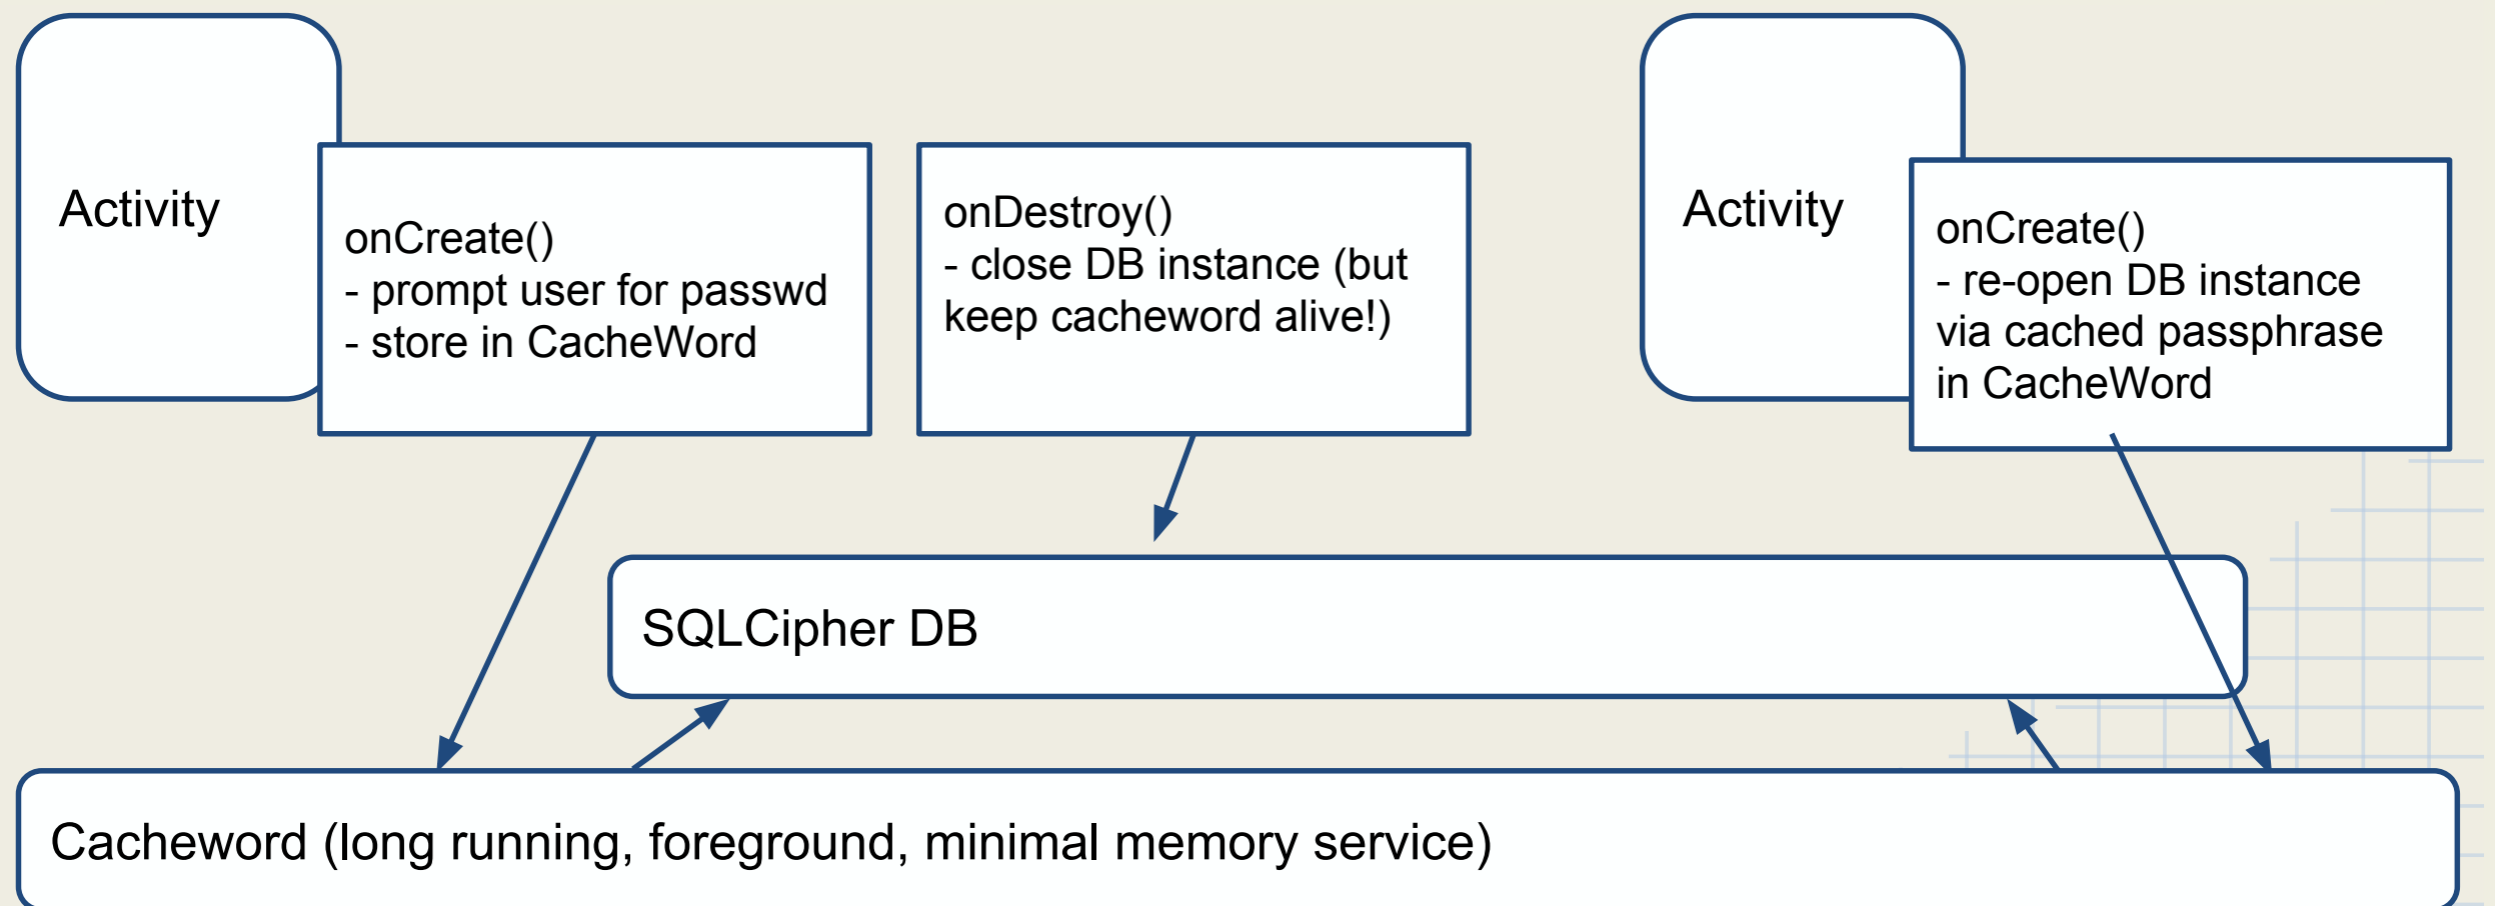 Activity
onCreate()
- prompt user for passwd
- store in CacheWord
onDestroy()
- close DB instance (but
keep cacheword alive!)
Activity
onCreate()
- re-open DB instance
via cached passphrase
in CacheWord
SQLCipher DB
Cacheword (long running, foreground, minimal memory service)